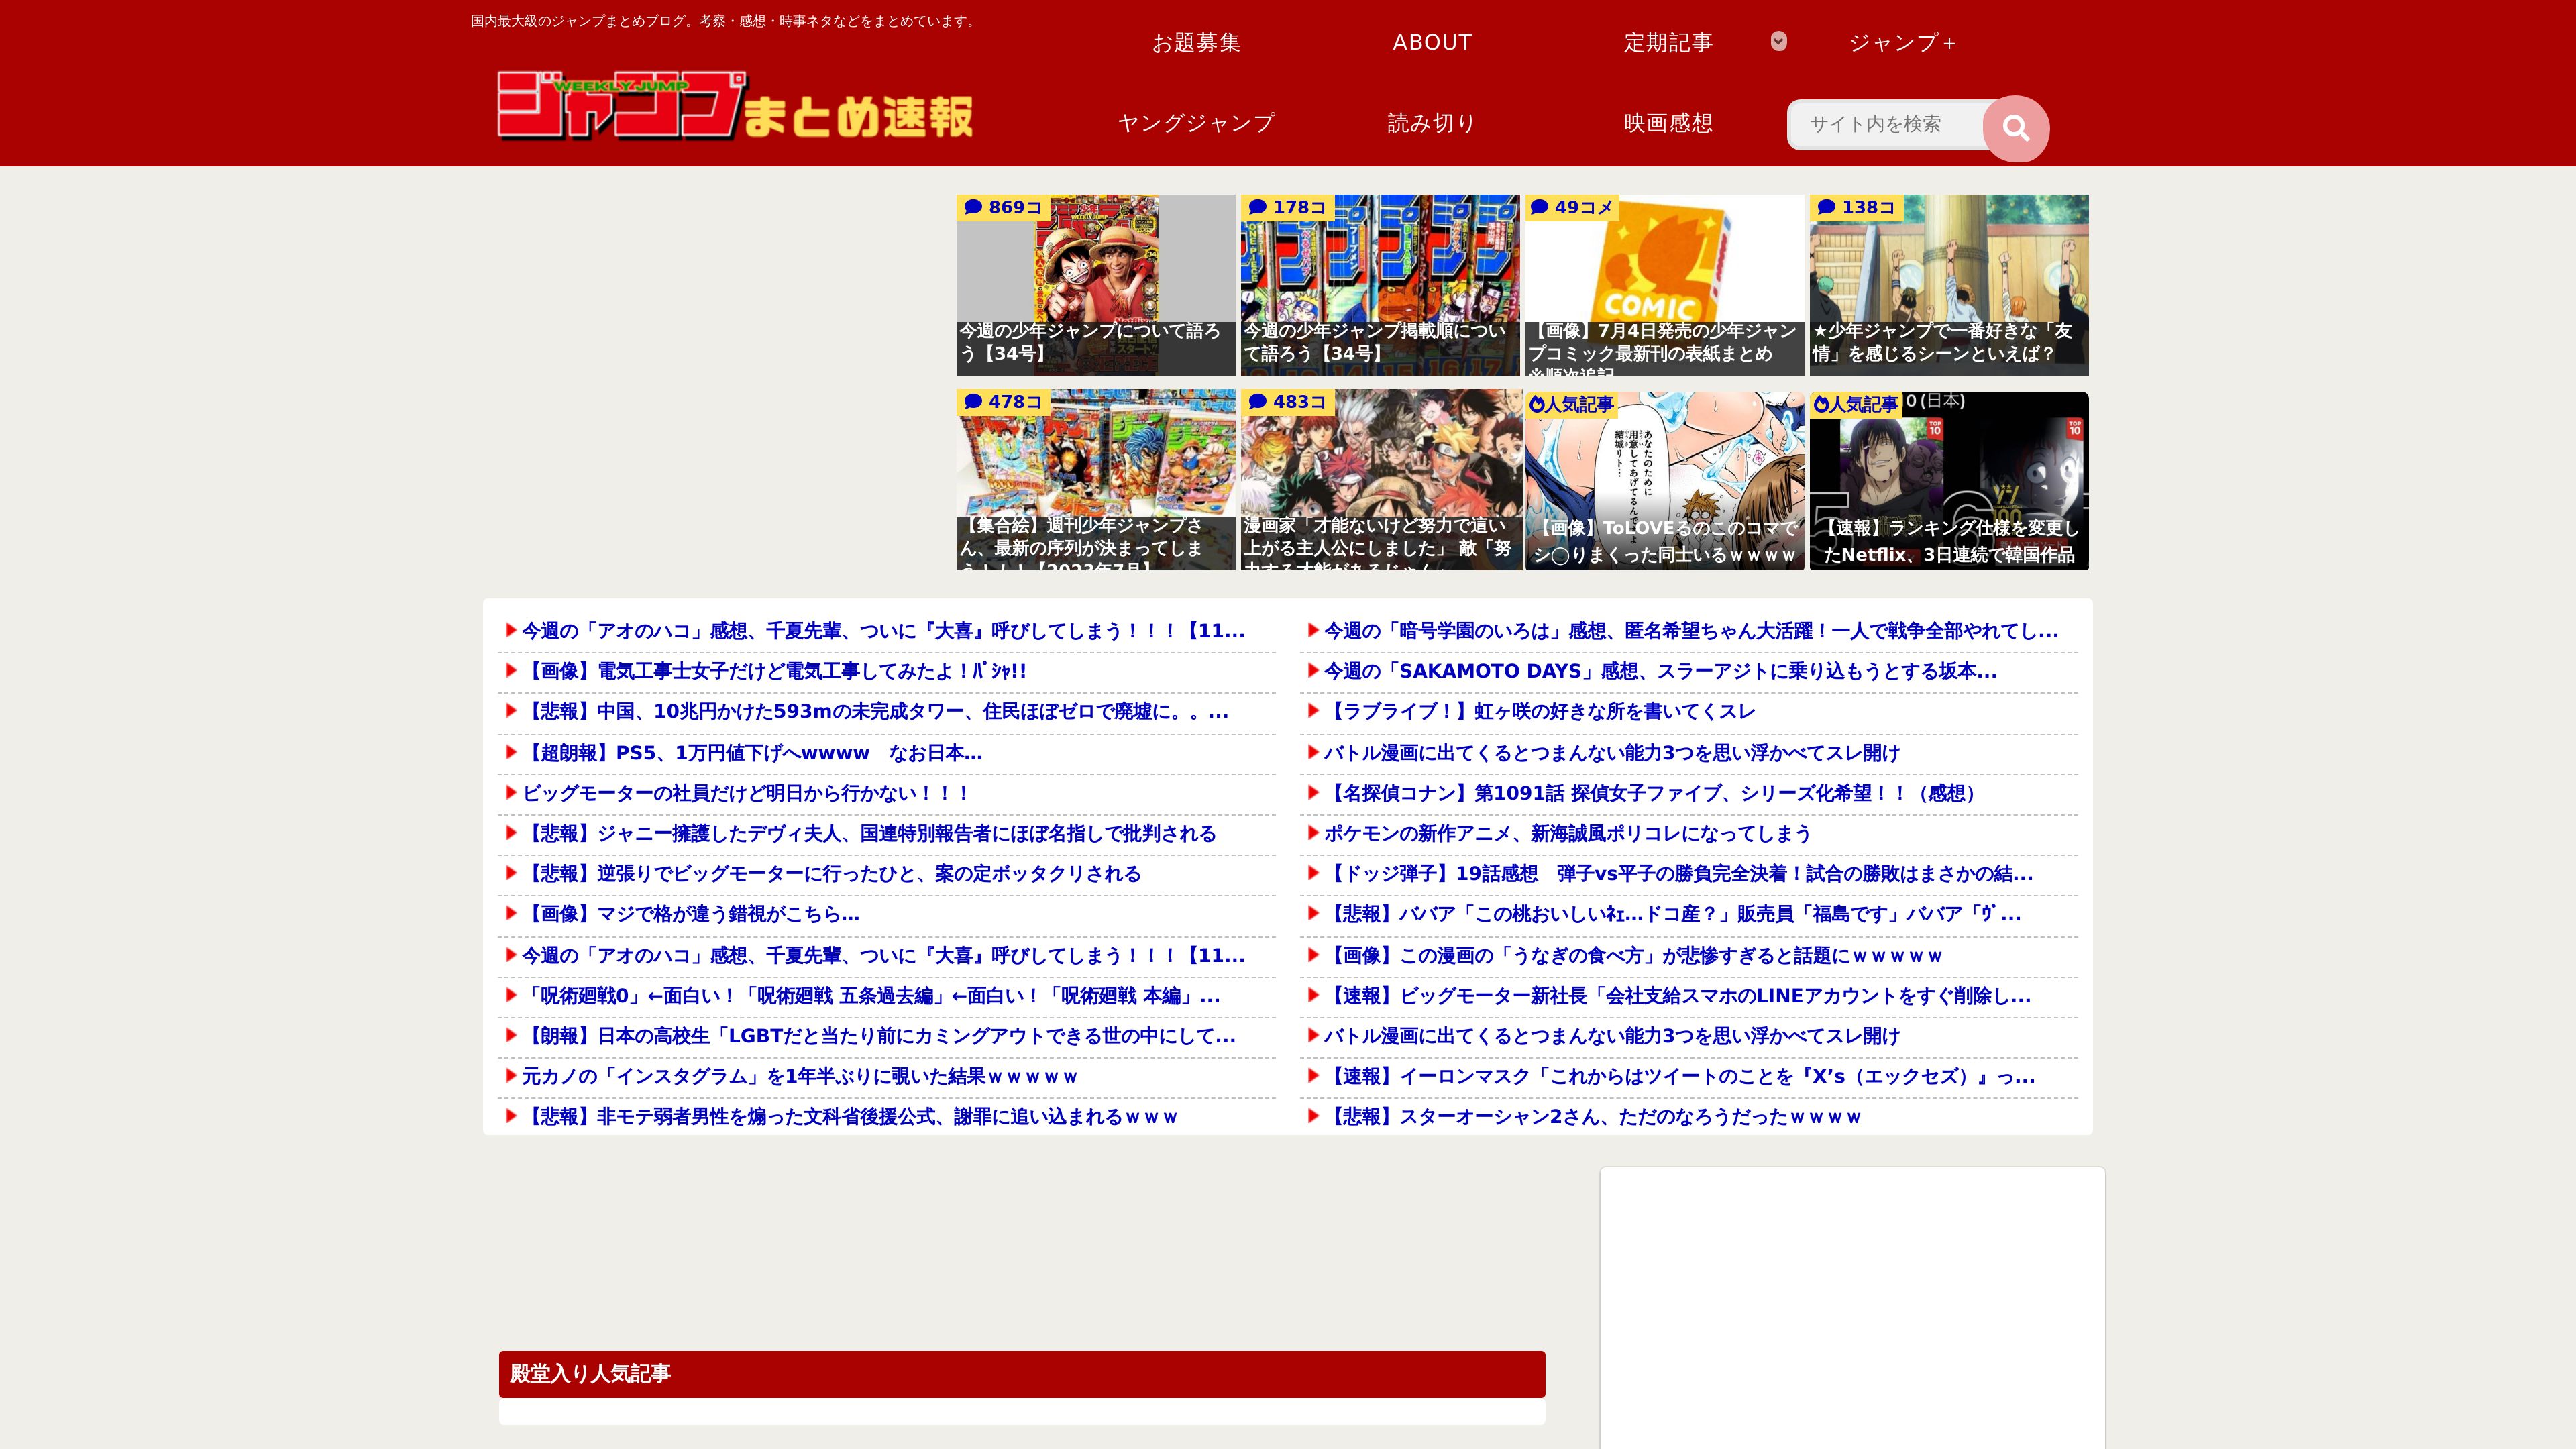 国内最大級のジャンプまとめブログ。考察・感想・時事ネタなどをまとめています。
お題募集
ABOUT
定期記事
ジャンプ＋
ジャンプ WEEKLY JUMP まとめ速報
ヤングジャンプ
読み切り
映画感想
サイト内を検索
869コ
178コ
49コメ
138コ
COMIC
今週の少年ジャンプについて語ろ
う【34号】
今週の少年ジャンプ掲載順につい
て語ろう【34号】
【画像】7月4日発売の少年ジャン
プコミック最新刊の表紙まとめ
※順次追記
★少年ジャンプで一番好きな「友
情」を感じるシーンといえば？
478コ
483コ
人気記事
人気記事
0 (日本)
TOP 10
TOP 10
あなたのために
用意してあげてるんですよ
結城リト…
【集合絵】週刊少年ジャンプさ
ん、最新の序列が決まってしま
う！！！【2023年7月】
漫画家「才能ないけど努力で這い
上がる主人公にしました」 敵「努
力する才能があるじゃん」
【画像】ToLOVEるのこのコマで
シ◯りまくった同士いるｗｗｗｗ
【速報】ランキング仕様を変更し
たNetflix、3日連続で韓国作品
今週の「アオのハコ」感想、千夏先輩、ついに『大喜』呼びしてしまう！！！【11...
【画像】電気工事士女子だけど電気工事してみたよ！ﾊﾟｼｬ!!
【悲報】中国、10兆円かけた593mの未完成タワー、住民ほぼゼロで廃墟に。。...
【超朗報】PS5、1万円値下げへwwww　なお日本…
ビッグモーターの社員だけど明日から行かない！！！
【悲報】ジャニー擁護したデヴィ夫人、国連特別報告者にほぼ名指しで批判される
【悲報】逆張りでビッグモーターに行ったひと、案の定ボッタクリされる
【画像】マジで格が違う錯視がこちら…
今週の「アオのハコ」感想、千夏先輩、ついに『大喜』呼びしてしまう！！！【11...
「呪術廻戦0」←面白い！「呪術廻戦 五条過去編」←面白い！「呪術廻戦 本編」...
【朗報】日本の高校生「LGBTだと当たり前にカミングアウトできる世の中にして...
元カノの「インスタグラム」を1年半ぶりに覗いた結果ｗｗｗｗｗ
【悲報】非モテ弱者男性を煽った文科省後援公式、謝罪に追い込まれるｗｗｗ
今週の「暗号学園のいろは」感想、匿名希望ちゃん大活躍！一人で戦争全部やれてし...
今週の「SAKAMOTO DAYS」感想、スラーアジトに乗り込もうとする坂本...
【ラブライブ！】虹ヶ咲の好きな所を書いてくスレ
バトル漫画に出てくるとつまんない能力3つを思い浮かべてスレ開け
【名探偵コナン】第1091話 探偵女子ファイブ、シリーズ化希望！！（感想）
ポケモンの新作アニメ、新海誠風ポリコレになってしまう
【ドッジ弾子】19話感想　弾子vs平子の勝負完全決着！試合の勝敗はまさかの結...
【悲報】ババア「この桃おいしいﾈｪ…ドコ産？」販売員「福島です」ババア「ｳﾞ...
【画像】この漫画の「うなぎの食べ方」が悲惨すぎると話題にｗｗｗｗｗ
【速報】ビッグモーター新社長「会社支給スマホのLINEアカウントをすぐ削除し...
バトル漫画に出てくるとつまんない能力3つを思い浮かべてスレ開け
【速報】イーロンマスク「これからはツイートのことを『X’s（エックセズ）』っ...
【悲報】スターオーシャン2さん、ただのなろうだったｗｗｗｗ
殿堂入り人気記事